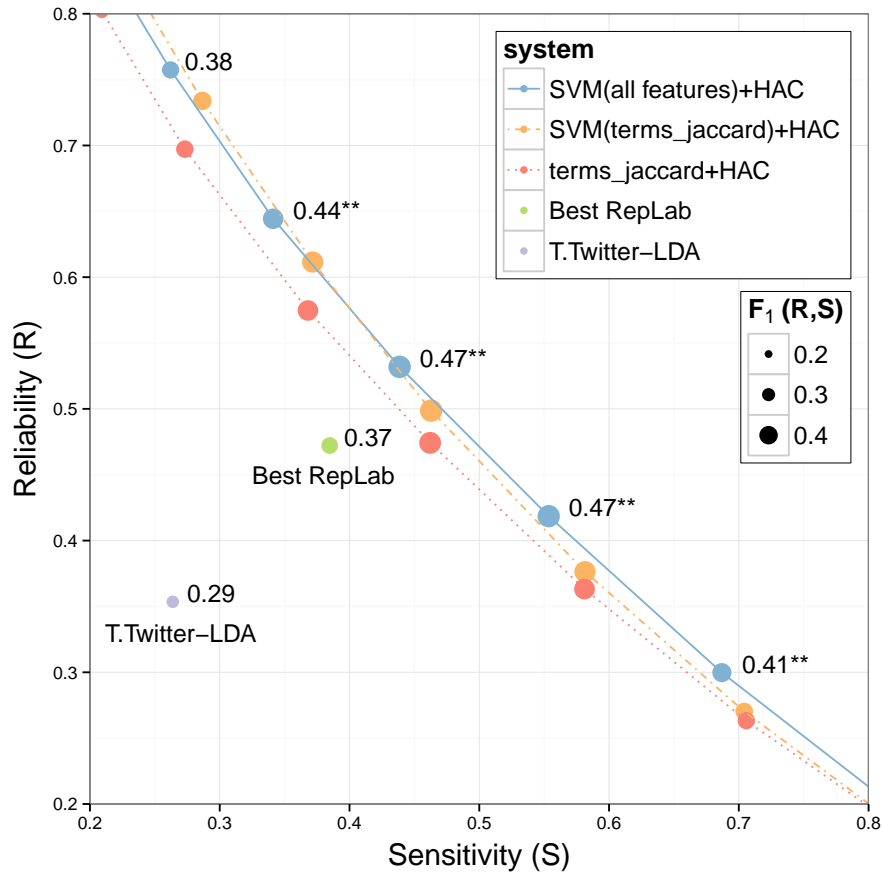 0.8
0.7
0.6
0.5
0.4
0.3
0.2
Reliability (R)
0.38
0.44**
0.47**
0.37
Best RepLab
0.47**
0.29
T.Twitter−LDA
0.41**
system
SVM(all features)+HAC
SVM(terms_jaccard)+HAC
terms_jaccard+HAC
Best RepLab
T.Twitter−LDA
F₁ (R,S)
0.2
0.3
0.4
0.2 0.3 0.4 0.5 0.6 0.7 0.8
Sensitivity (S)